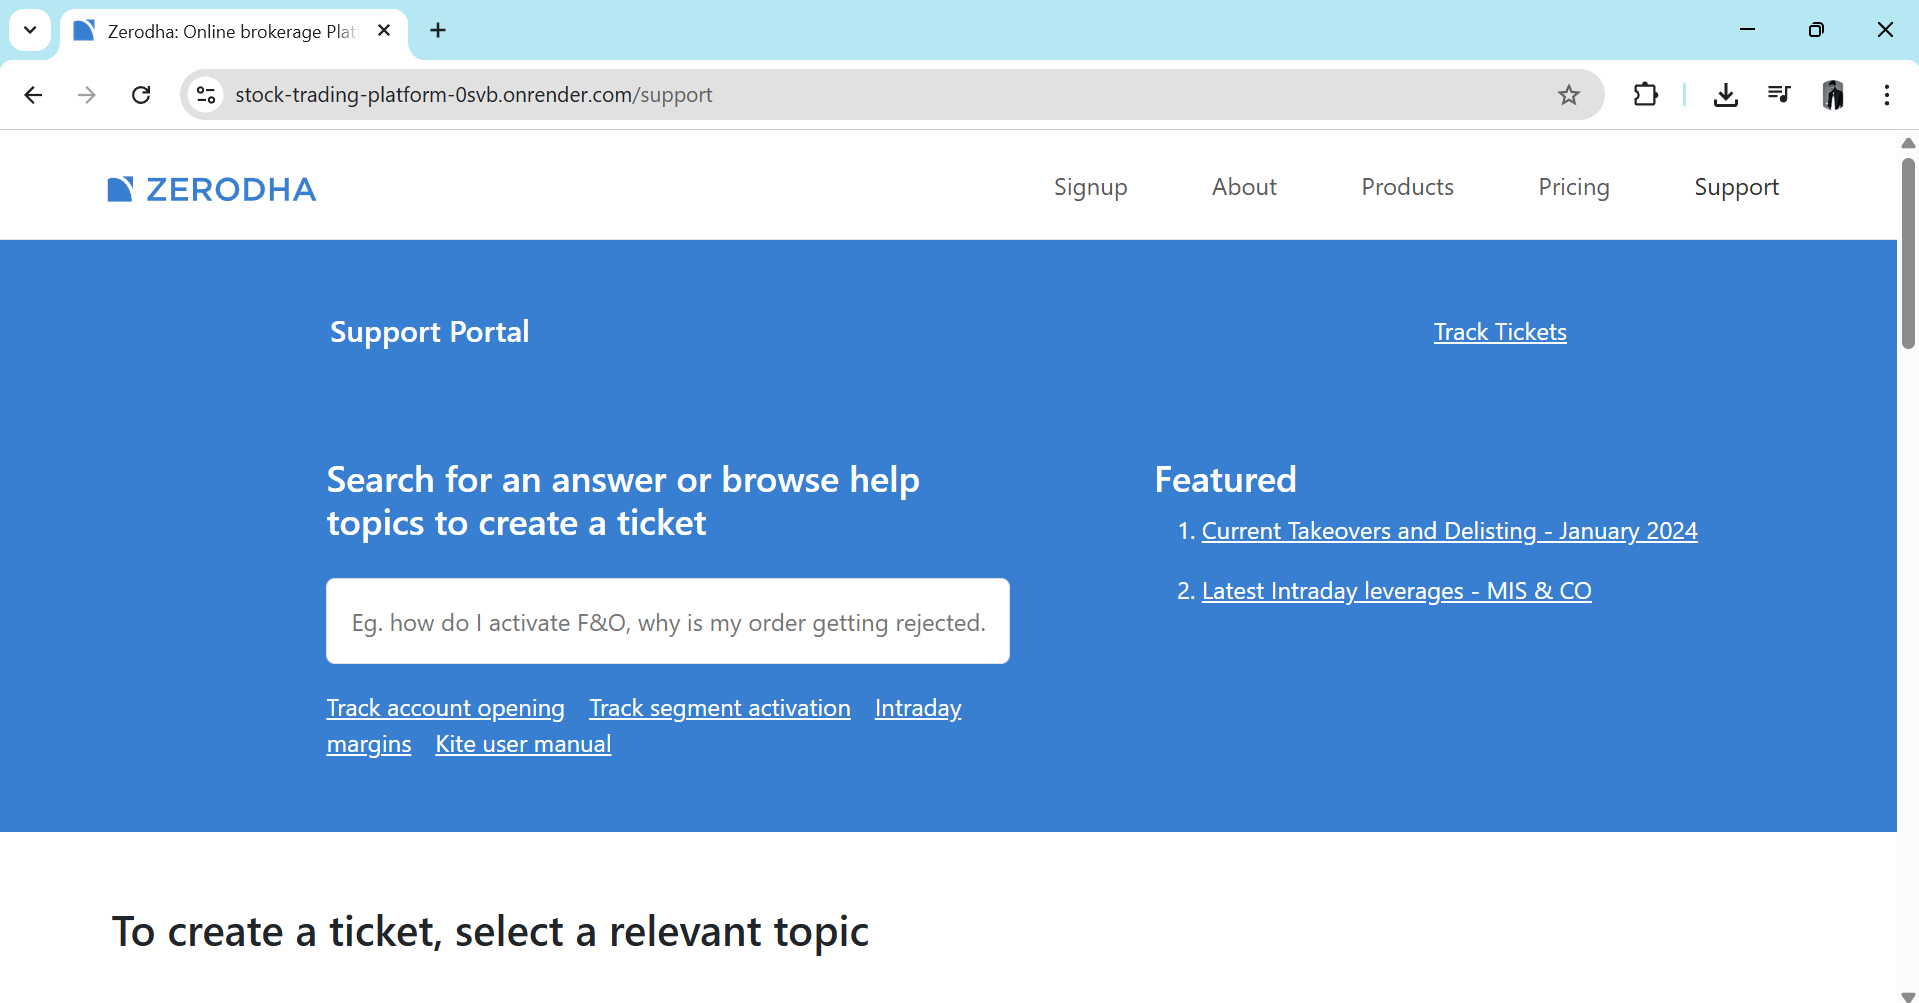 Zerodha: Online brokerage Plat
stock-trading-platform-0svb.onrender.com/support
ZERODHA
Signup
About
Products
Pricing
Support
Support Portal
Track Tickets
Search for an answer or browse help
topics to create a ticket
Eg. how do I activate F&O, why is my order getting rejected.
Track account opening Track segment activation Intraday
margins Kite user manual
Featured
1. Current Takeovers and Delisting - January 2024
2. Latest Intraday leverages - MIS & CO
To create a ticket, select a relevant topic